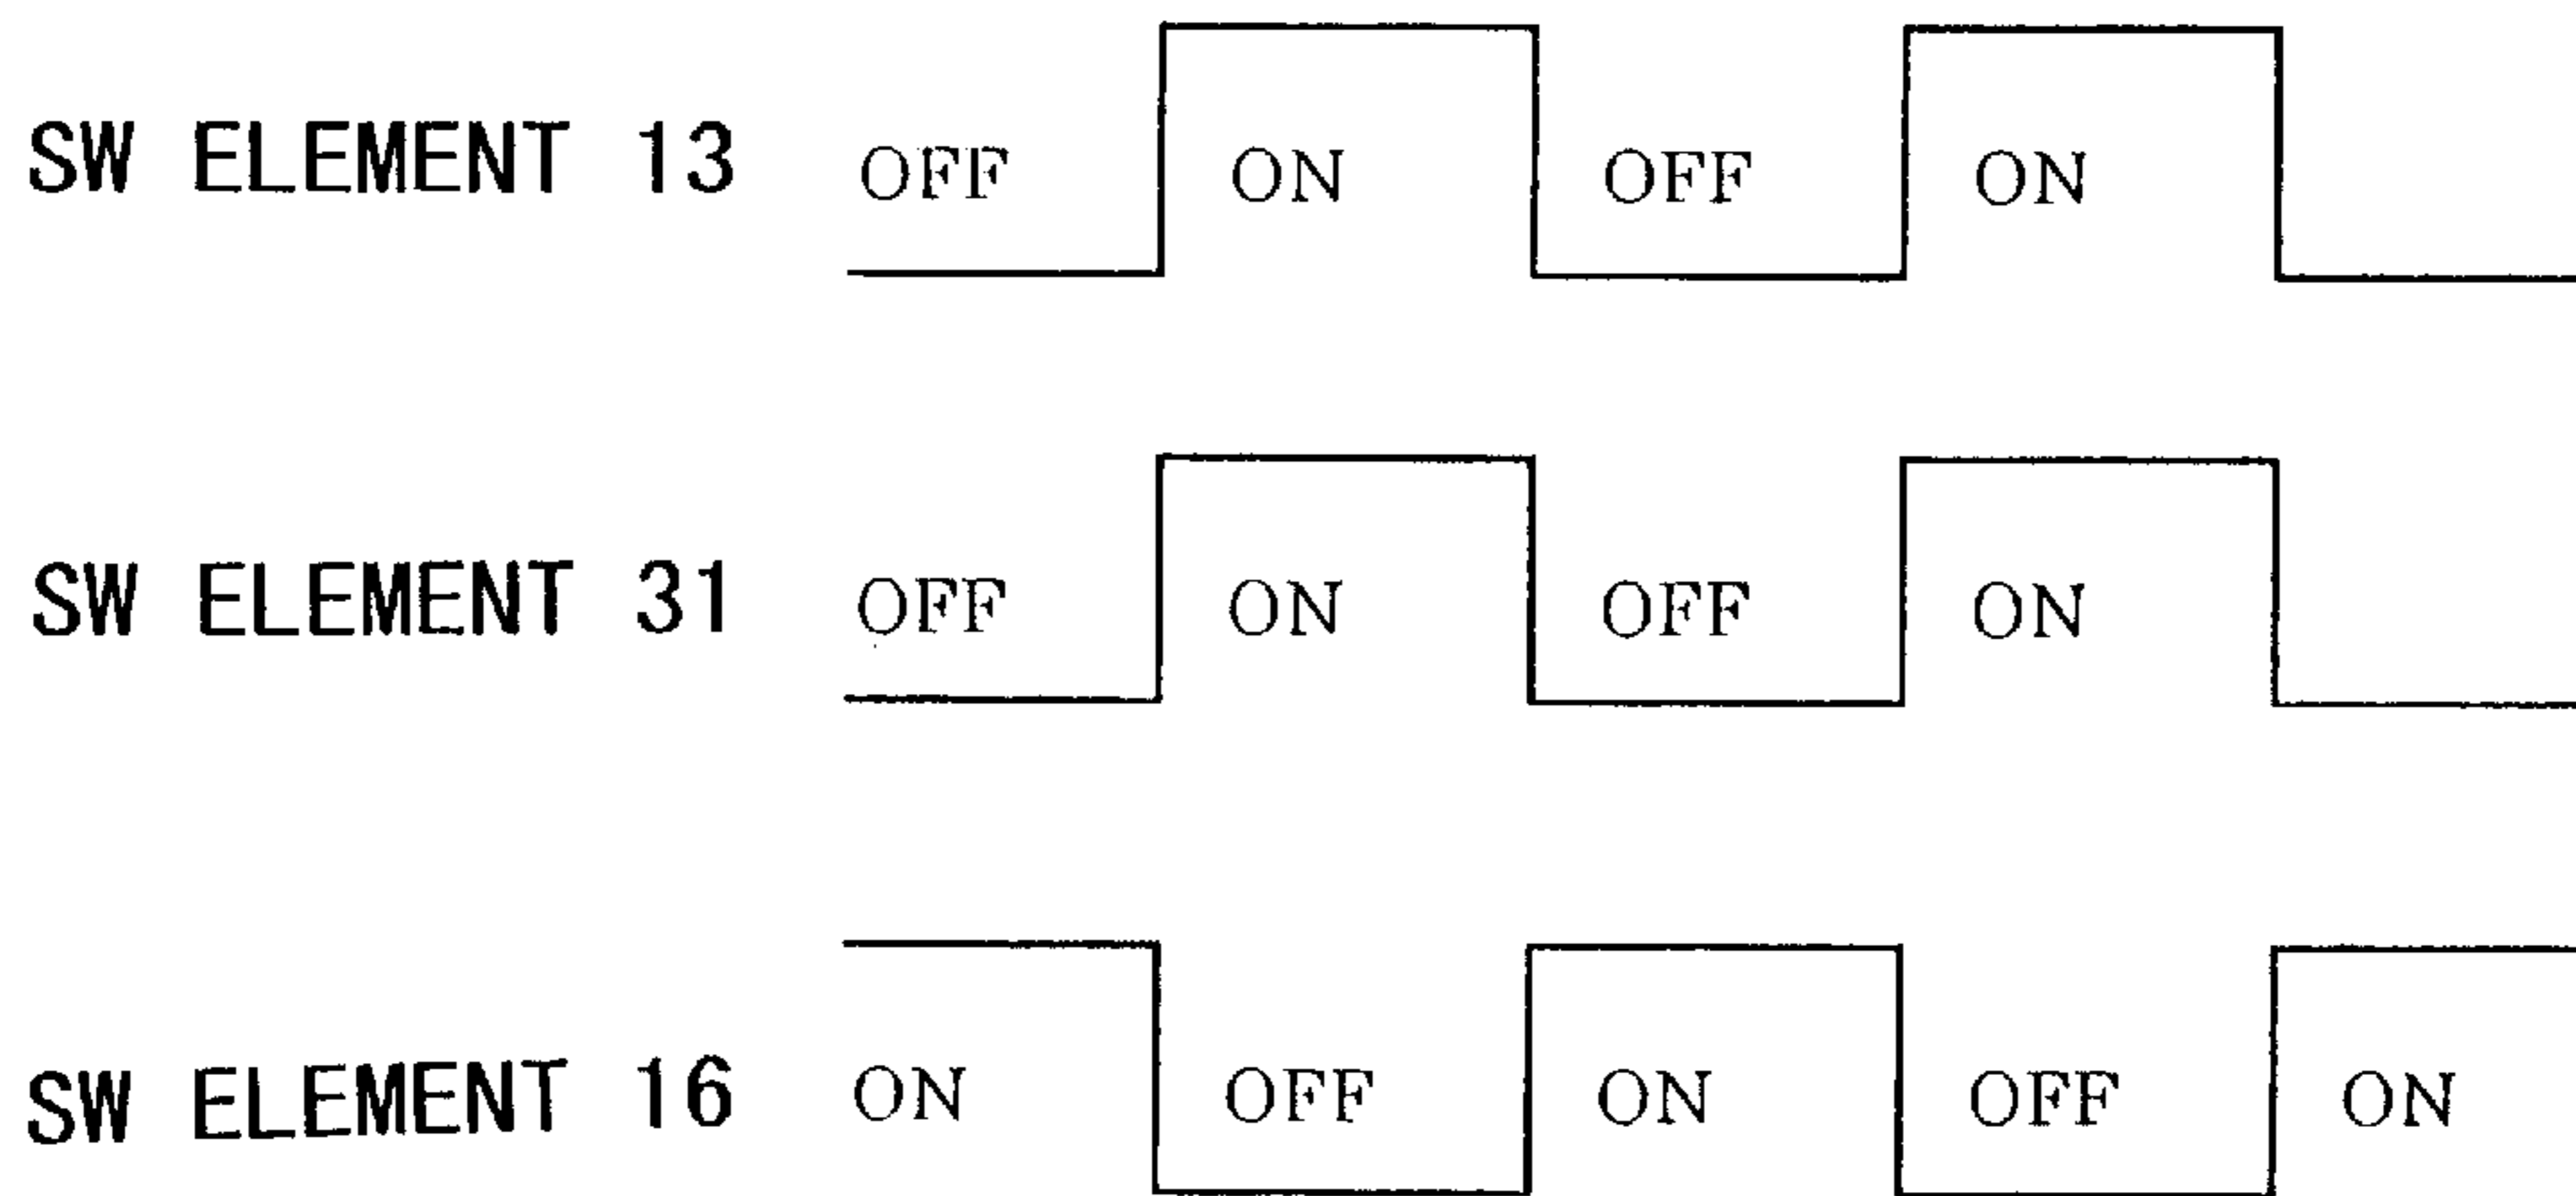 SW ELEMENT 13 OFF ON OFF ON
SW ELEMENT 31 OFF ON OFF ON
SW ELEMENT 16 ON OFF ON OFF ON